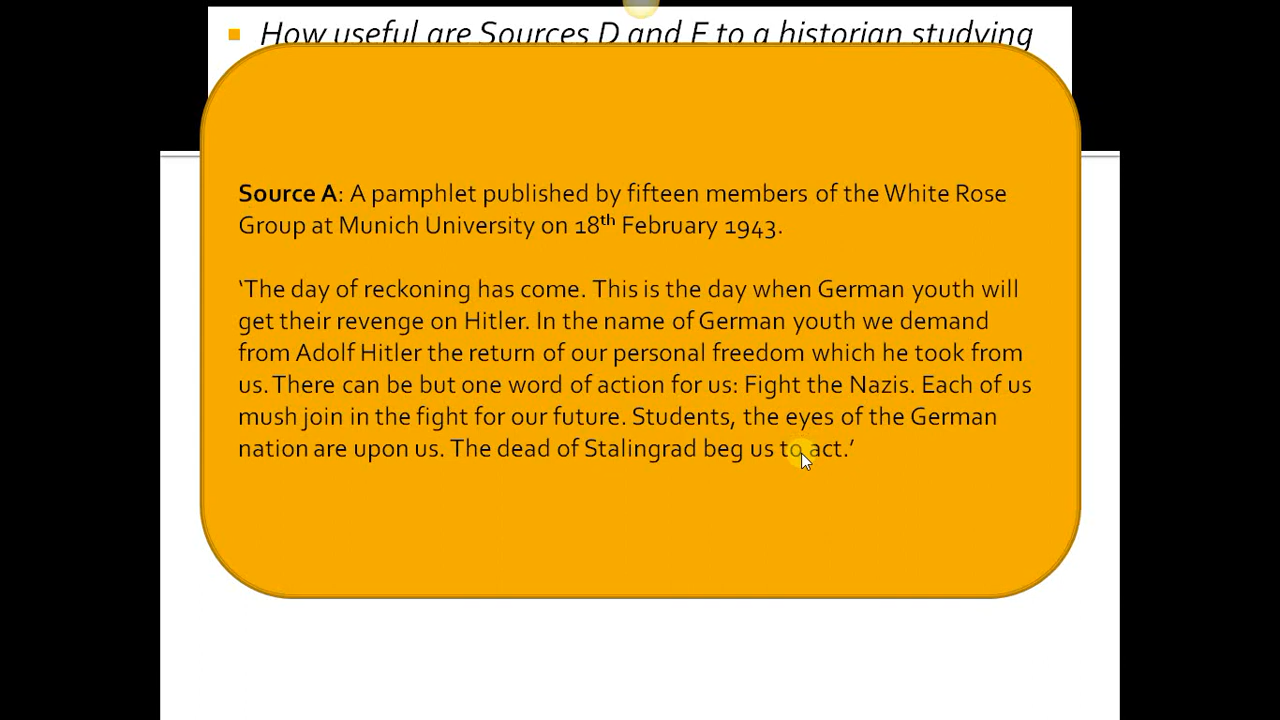 How useful are Sources D and E to a historian studying
Source A: A pamphlet published by fifteen members of the White Rose
Group at Munich University on 18th February 1943.
‘The day of reckoning has come. This is the day when German youth will
get their revenge on Hitler. In the name of German youth we demand
from Adolf Hitler the return of our personal freedom which he took from
us. There can be but one word of action for us: Fight the Nazis. Each of us
mush join in the fight for our future. Students, the eyes of the German
nation are upon us. The dead of Stalingrad beg us to act.’